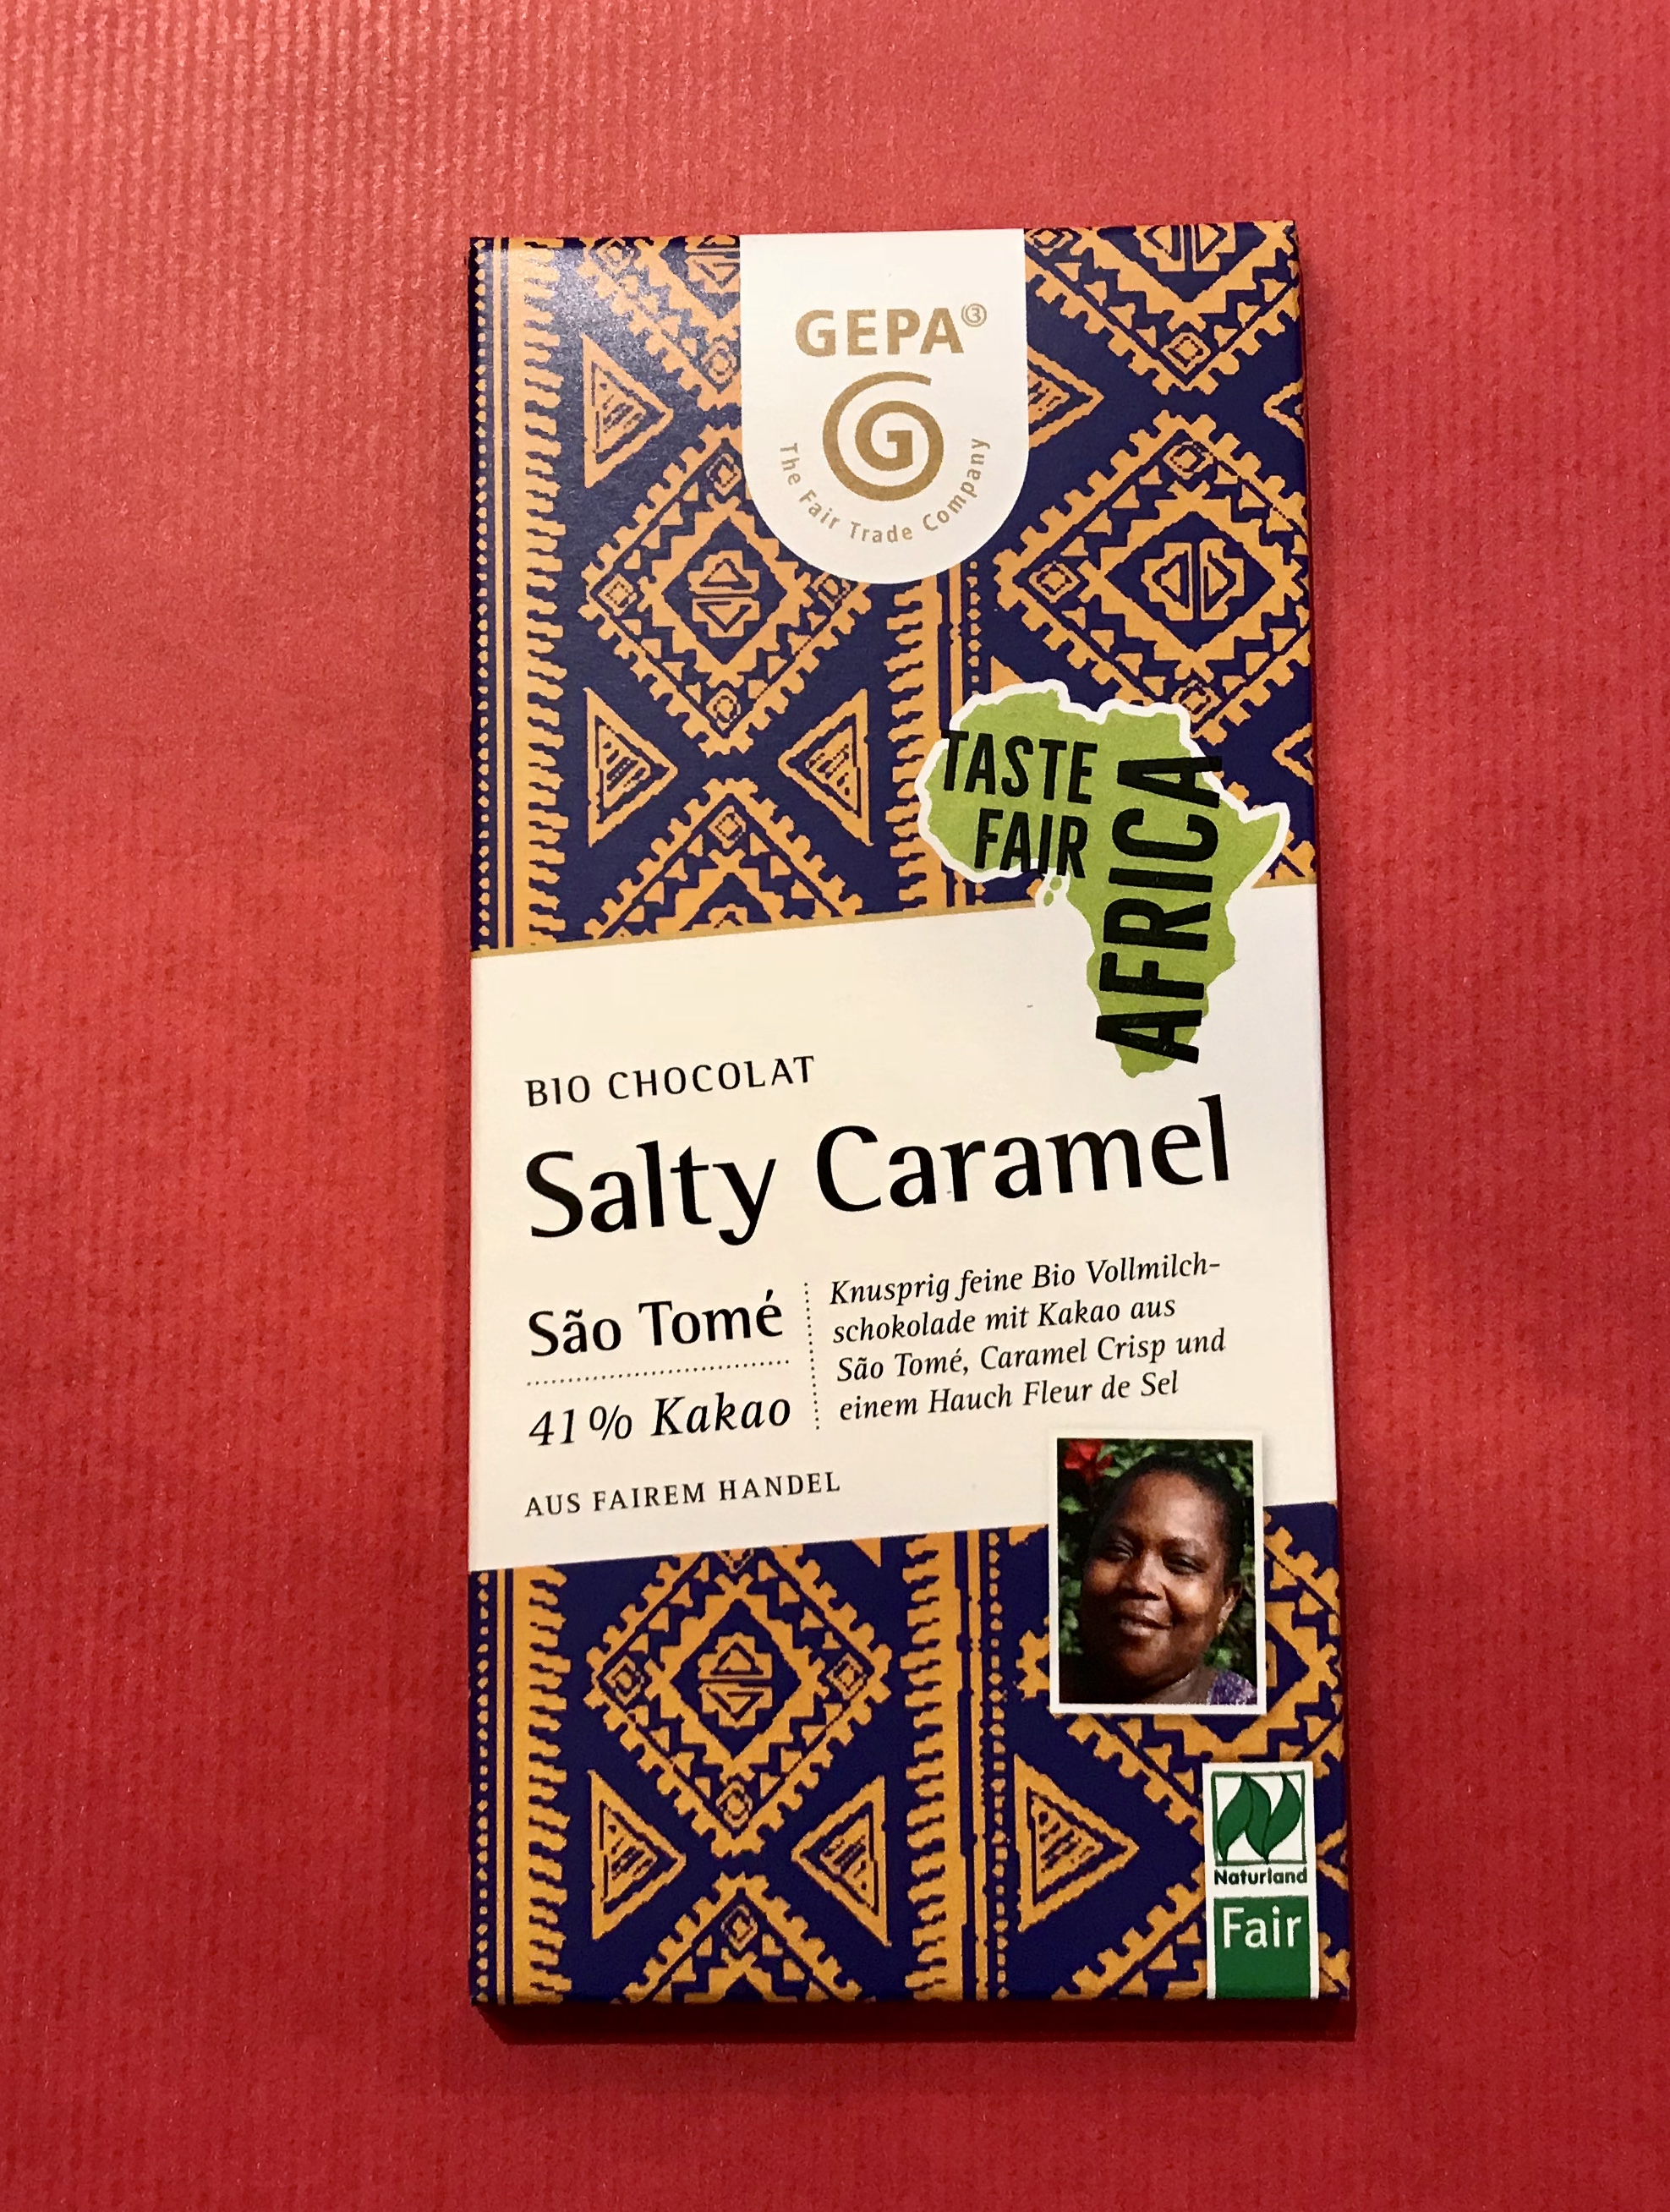 GEPA③
G
The Fair Trade Company
TASTE
FAIR
AFRICA
BIO CHOCOLAT
Salty Caramel
São Tomé
41% Kakao
Knusprig feine Bio Vollmilch-
schokolade mit Kakao aus
São Tomé, Caramel Crisp und
einem Hauch Fleur de Sel
AUS FAIREM HANDEL
Naturland
Fair